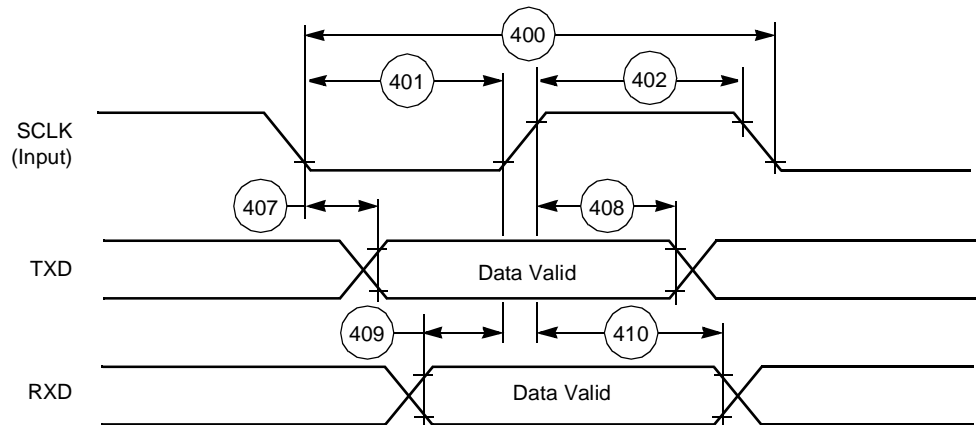 400
401
402
SCLK
(Input)
407
408
TXD
Data Valid
409
410
RXD
Data Valid